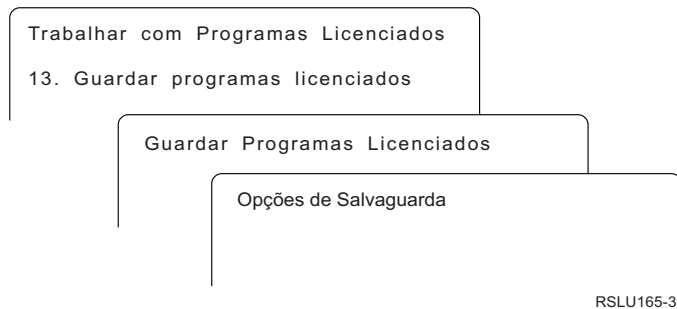 Trabalhar com Programas Licenciados
13. Guardar programas licenciados
Guardar Programas Licenciados
Opções de Salvaguarda
RSLU165-3